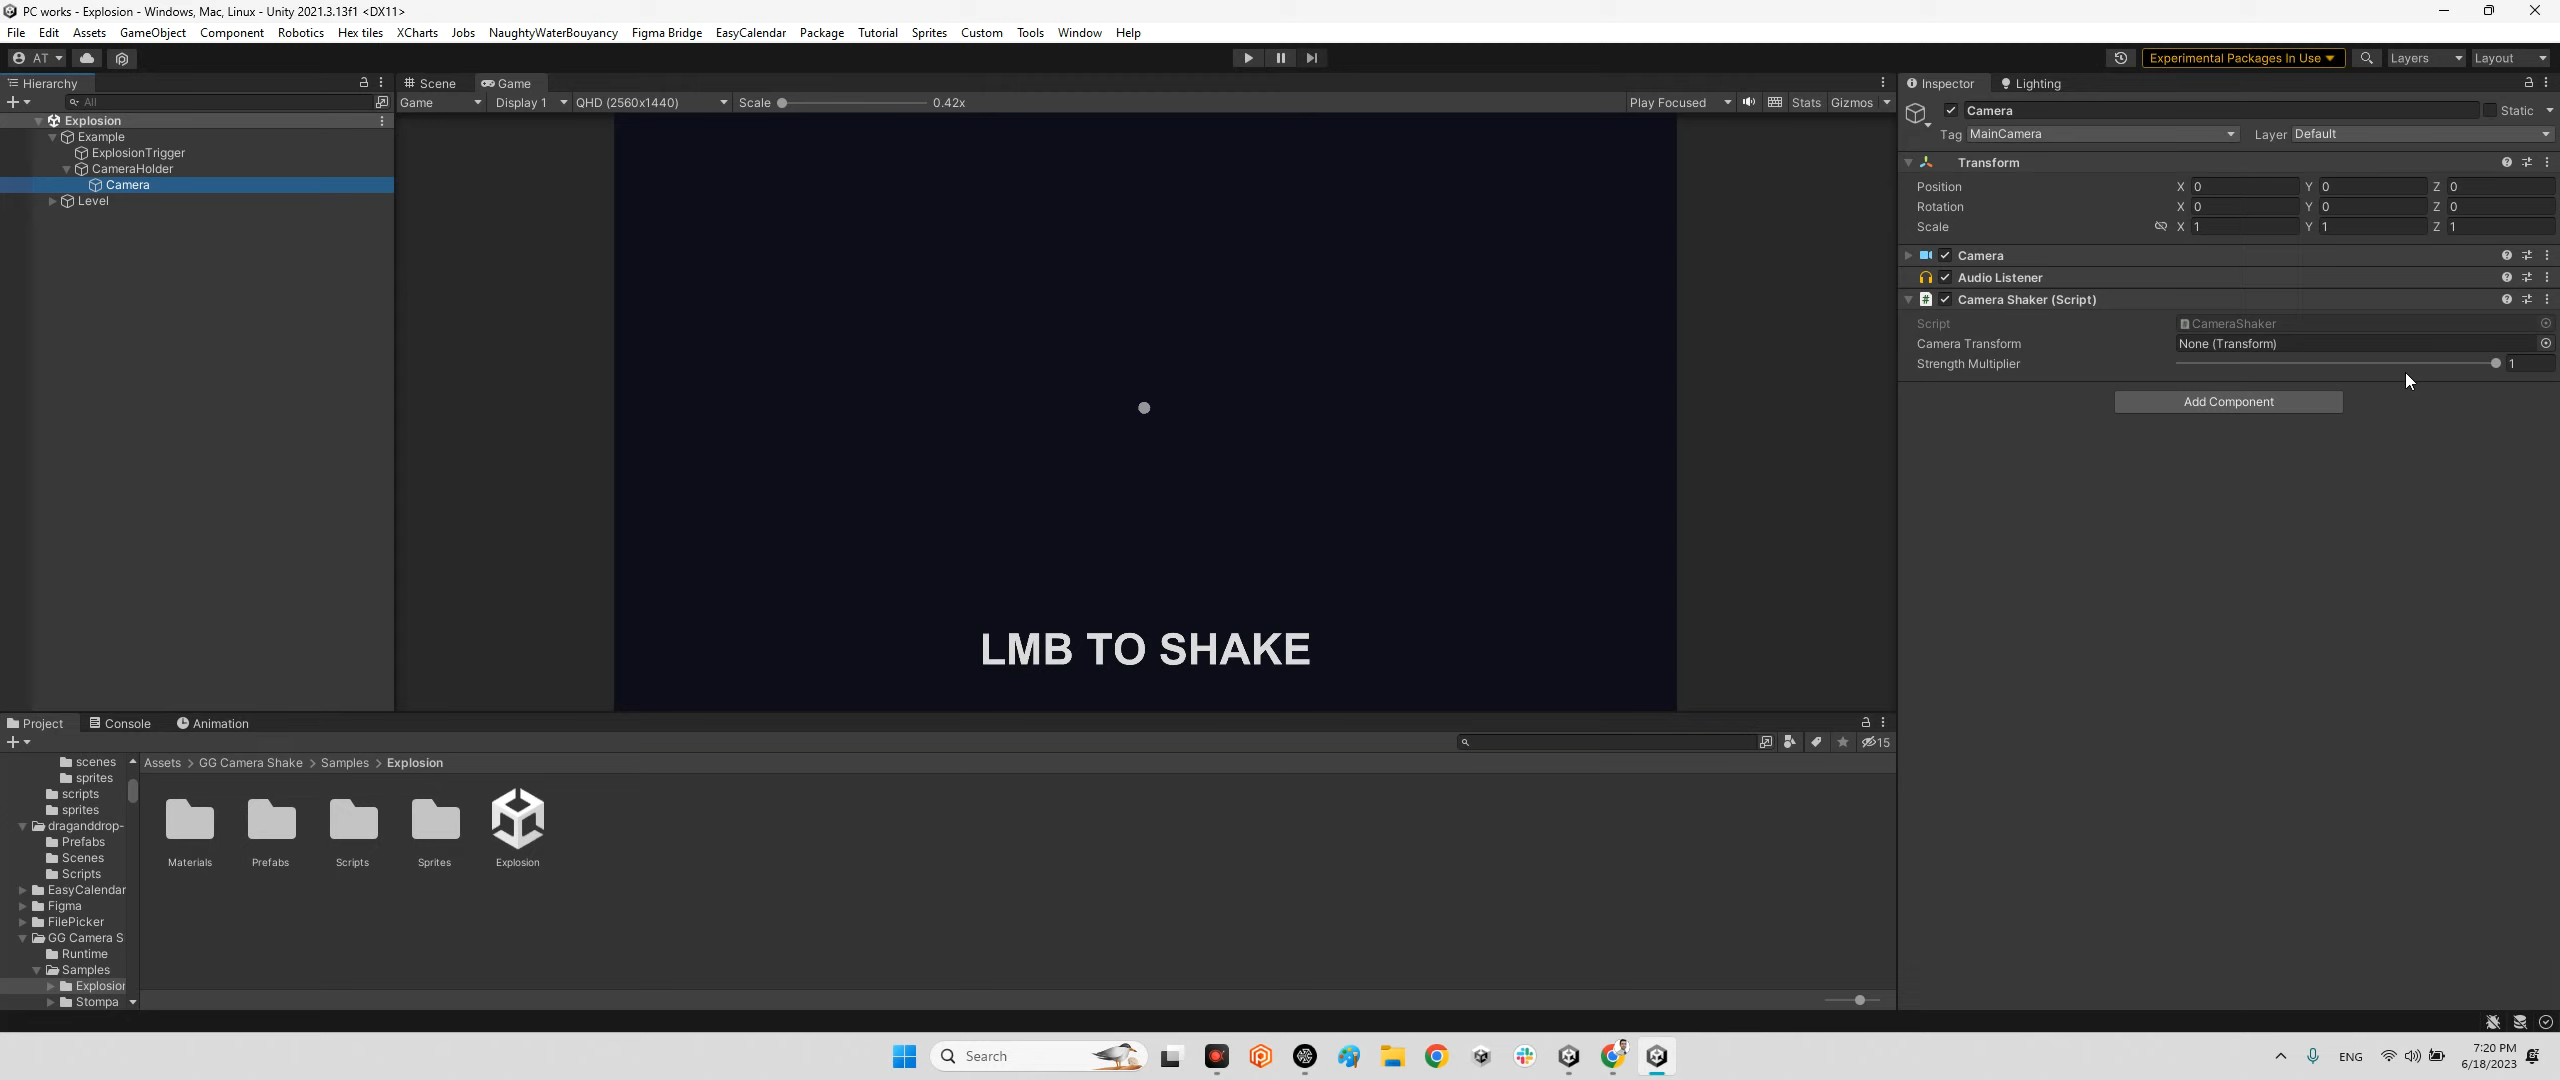 PC works - Explosion - Windows, Mac, Linux - Unity 2021.3.13f1 <DX11>
File Edit Assets GameObject Component Robotics Hex tiles XCharts Jobs NaughtyWaterBouyancy Figma Bridge EasyCalendar Package Tutorial Sprites Custom Tools Window Help
AT
Experimental Packages In Use
Layers
Layout
Hierarchy
All
Explosion
Example
ExplosionTrigger
CameraHolder
Camera
Level
Scene Game
Game Display 1 QHD (2560x1440) Scale 0.42x
Play Focused Stats Gizmos
LMB TO SHAKE
Inspector Lighting
Camera Static
Tag MainCamera Layer Default
Transform
Position X 0 Y 0 Z 0
Rotation X 0 Y 0 Z 0
Scale X 1 Y 1 Z 1
Camera
Audio Listener
# Camera Shaker (Script)
Script CameraShaker
Camera Transform None (Transform)
Strength Multiplier 1
Add Component
Project Console Animation
15
scenes
sprites
scripts
sprites
draganddrop-
Prefabs
Scenes
Scripts
EasyCalendar
Figma
FilePicker
GG Camera S
Runtime
Samples
Explosion
Stompa
Assets > GG Camera Shake > Samples > Explosion
Materials Prefabs Scripts Sprites Explosion
Search
ENG
7:20 PM
6/18/2023